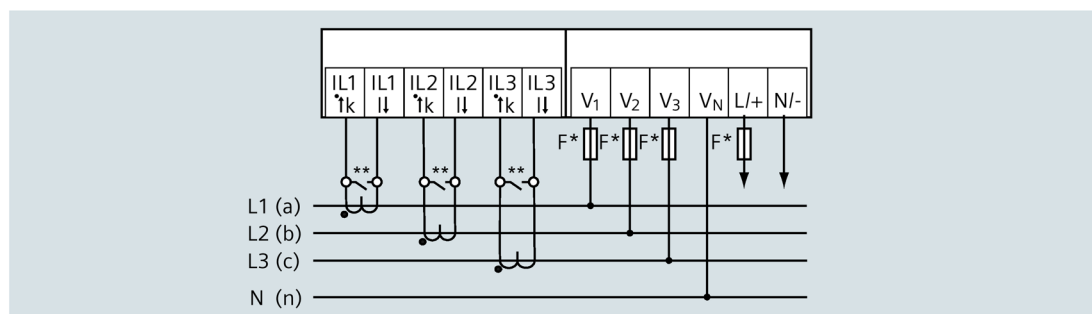 IL1 IL1 IL2 IL2 IL3 IL3
°↑k l↓ °↑k l↓ °↑k l↓ V1 V2 V3 VN L/+ N/-
F* F* F* F*
** ** **
L1 (a)
L2 (b)
L3 (c)
N (n)